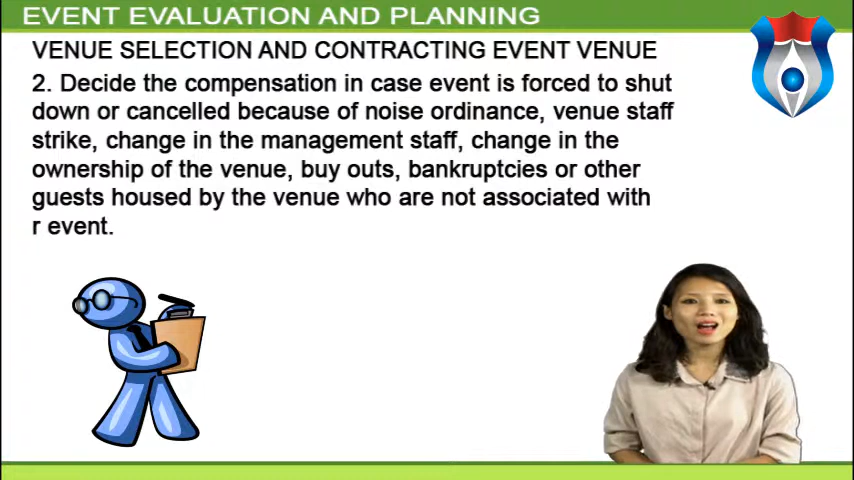 EVENT EVALUATION AND PLANNING
VENUE SELECTION AND CONTRACTING EVENT VENUE
2. Decide the compensation in case event is forced to shut
down or cancelled because of noise ordinance, venue staff
strike, change in the management staff, change in the
ownership of the venue, buy outs, bankruptcies or other
guests housed by the venue who are not associated with
r event.